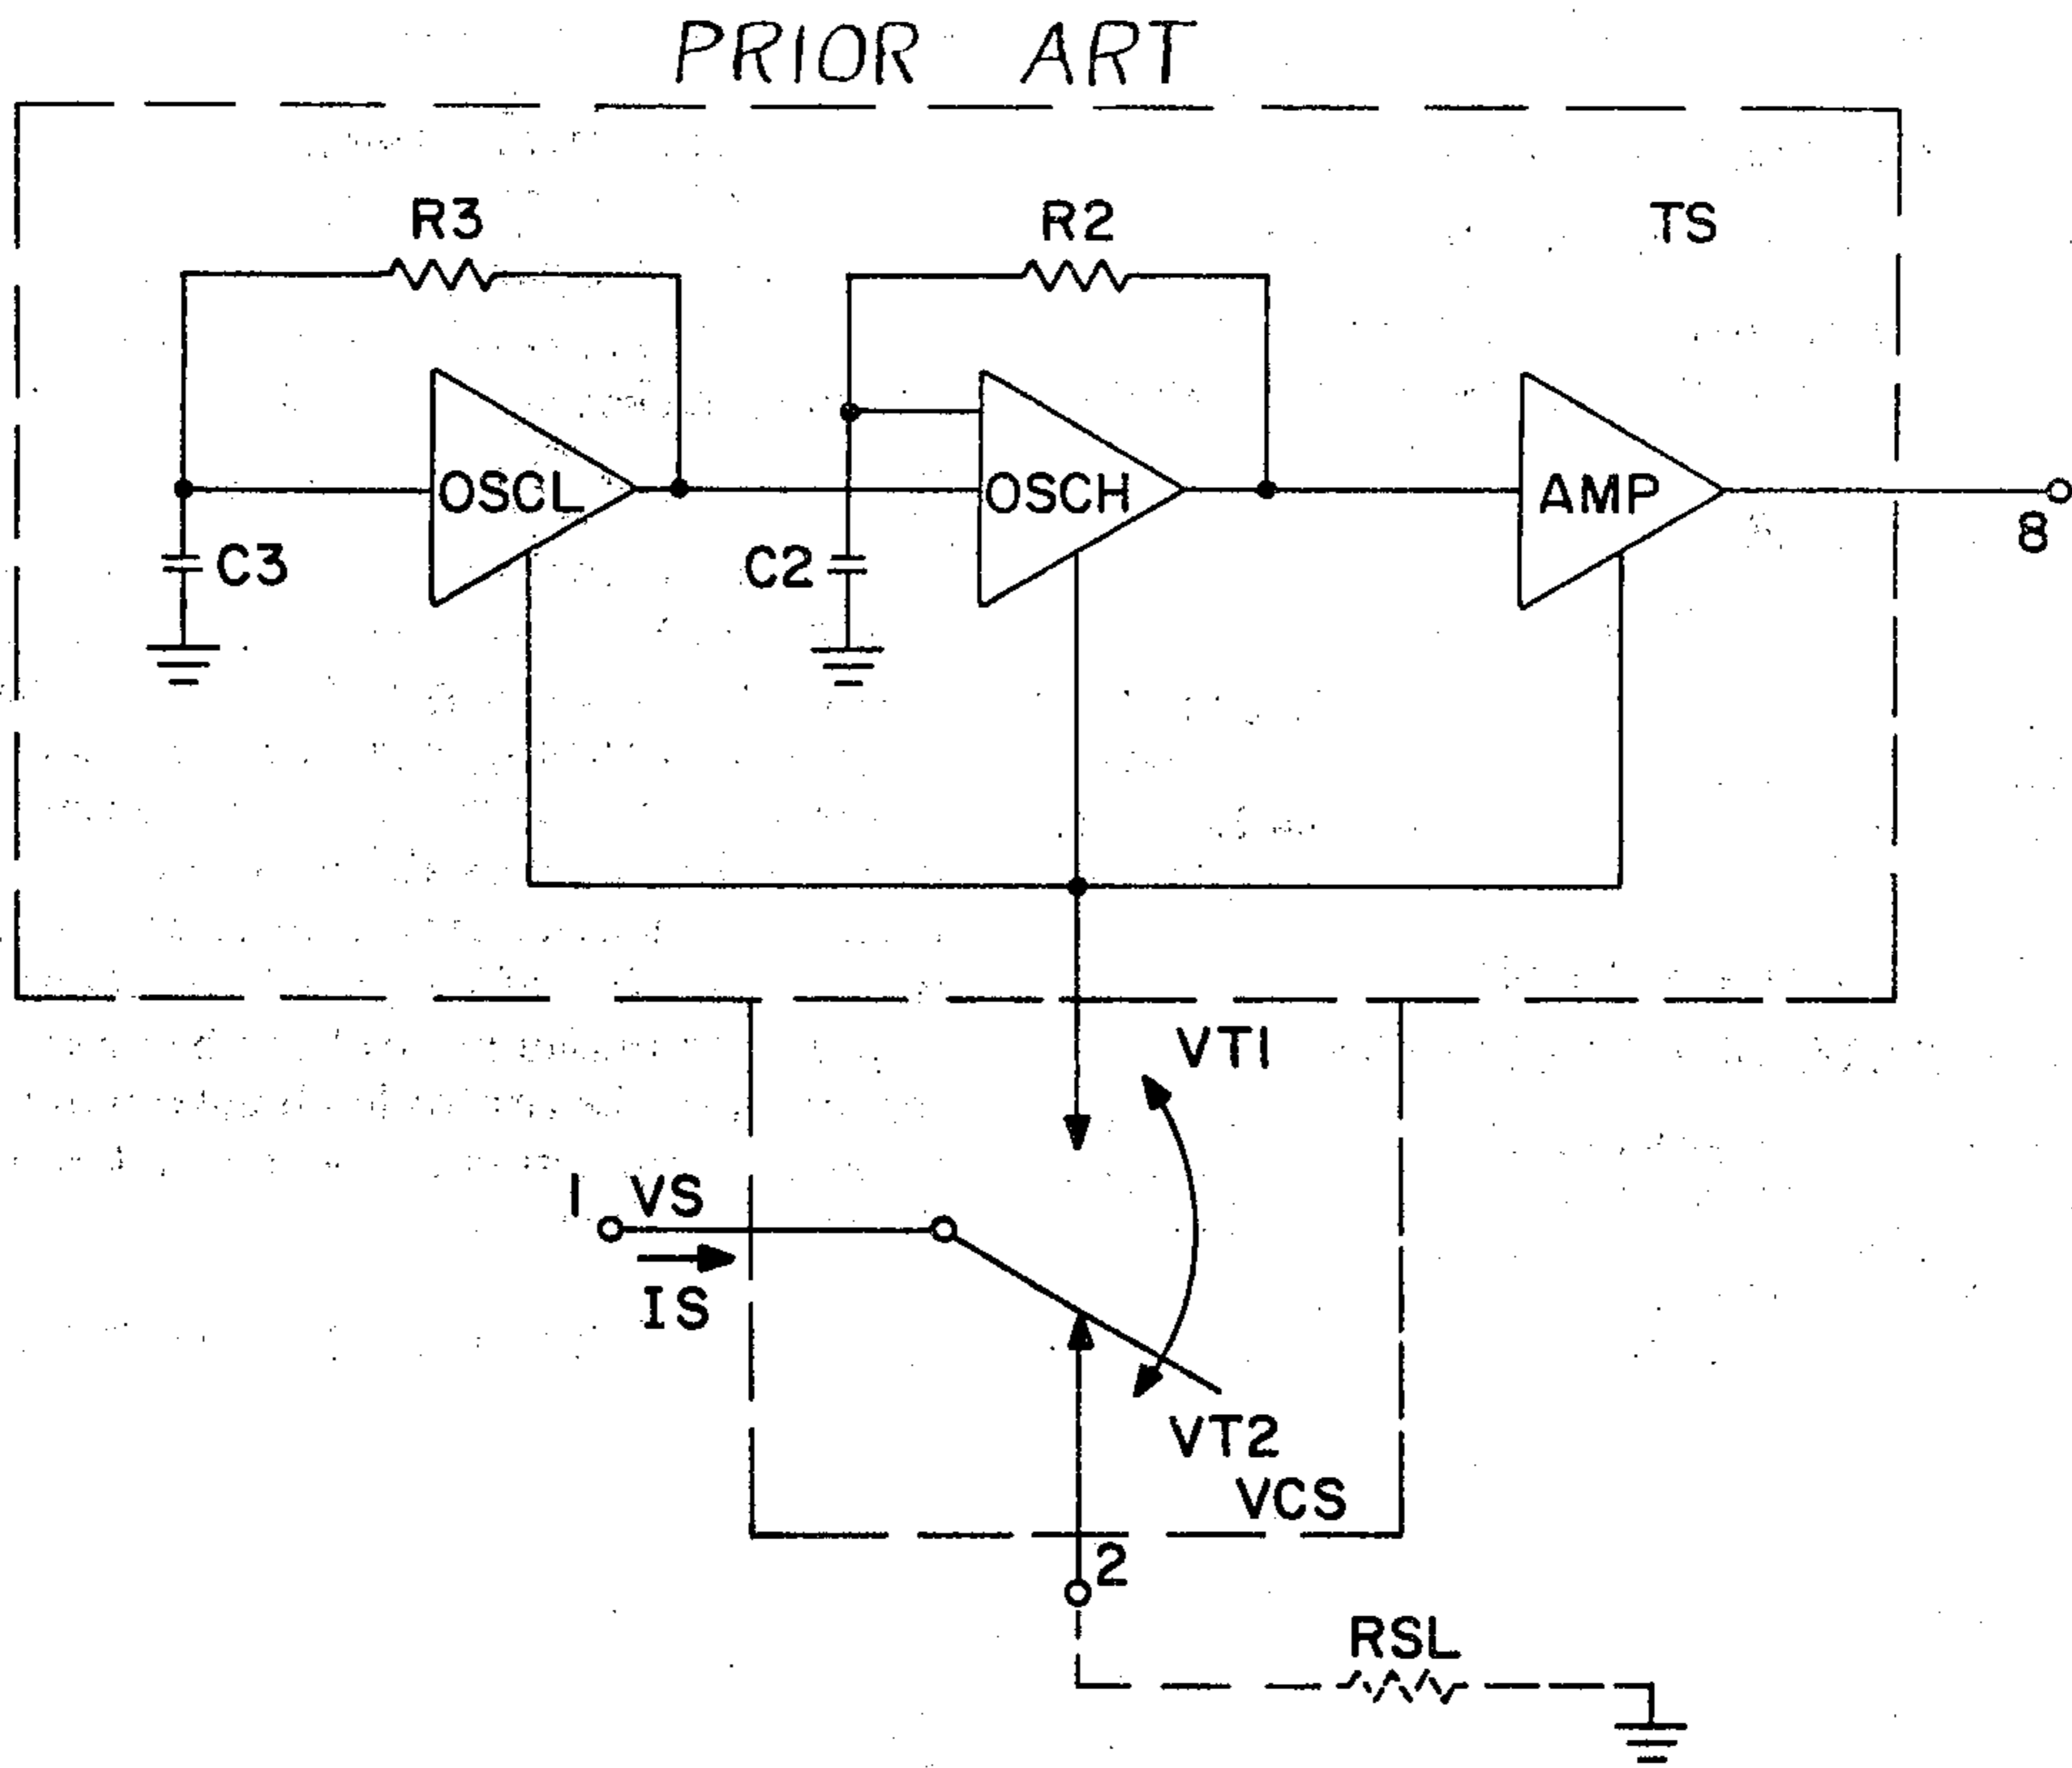 PRIOR ART
R3
R2
TS
OSCL
OSCH
AMP
8
C3
C2
VT1
1
VS
IS
VT2
VCS
2
RSL